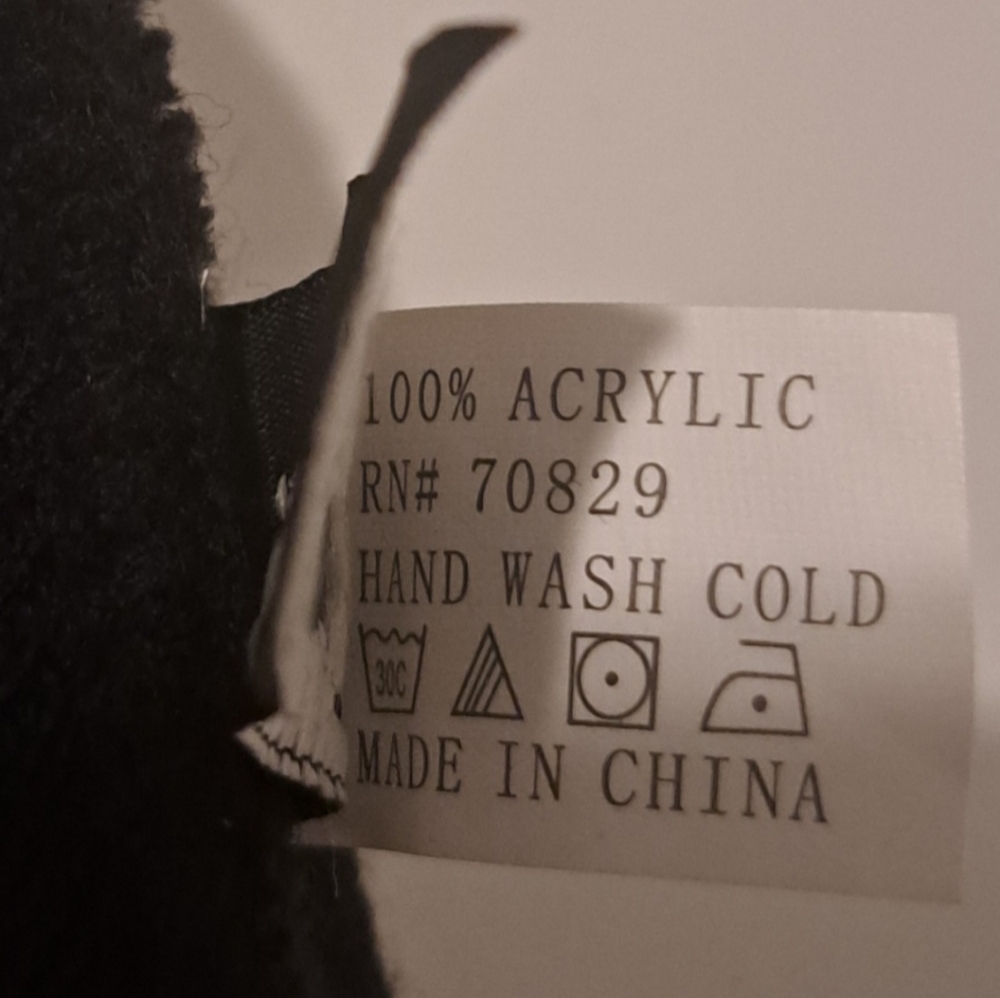 100% ACRYLIC
RN# 70829
HAND WASH COLD
30C
MADE IN CHINA